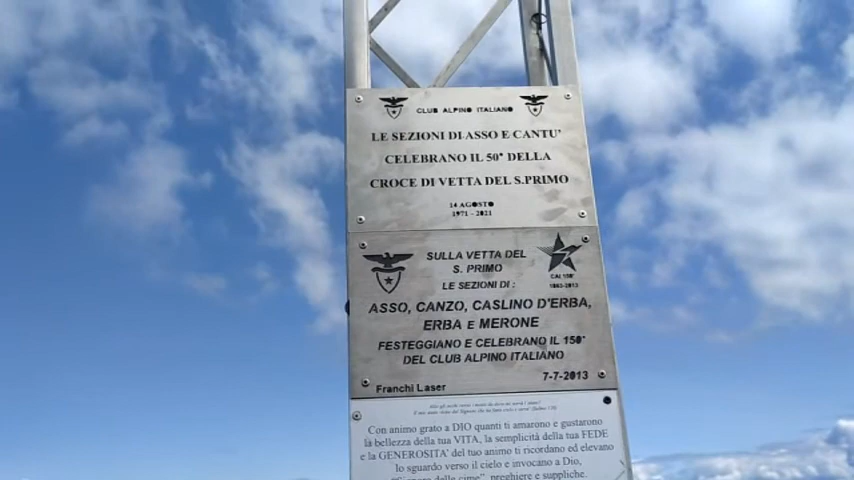 CLUB ALPINO ITALIANO
LE SEZIONI DI ASSO E CANTU'
CELEBRANO IL 50° DELLA
CROCE DI VETTA DEL S.PRIMO
14 AGOSTO
1971 - 2021
SULLA VETTA DEL
S. PRIMO
LE SEZIONI DI :
CAI 150°
1863-2013
ASSO, CANZO, CASLINO D'ERBA,
ERBA E MERONE
FESTEGGIANO E CELEBRANO IL 150°
DEL CLUB ALPINO ITALIANO
7-7-2013
Franchi Laser
Con animo grato a DIO quanti ti amarono e gustarono
la bellezza della tua VITA, la semplicità della tua FEDE
e la GENEROSITA' del tuo animo ti ricordano ed elevano
lo sguardo verso il cielo e invocano a Dio,
"Signore delle cime", preghiere e suppliche.